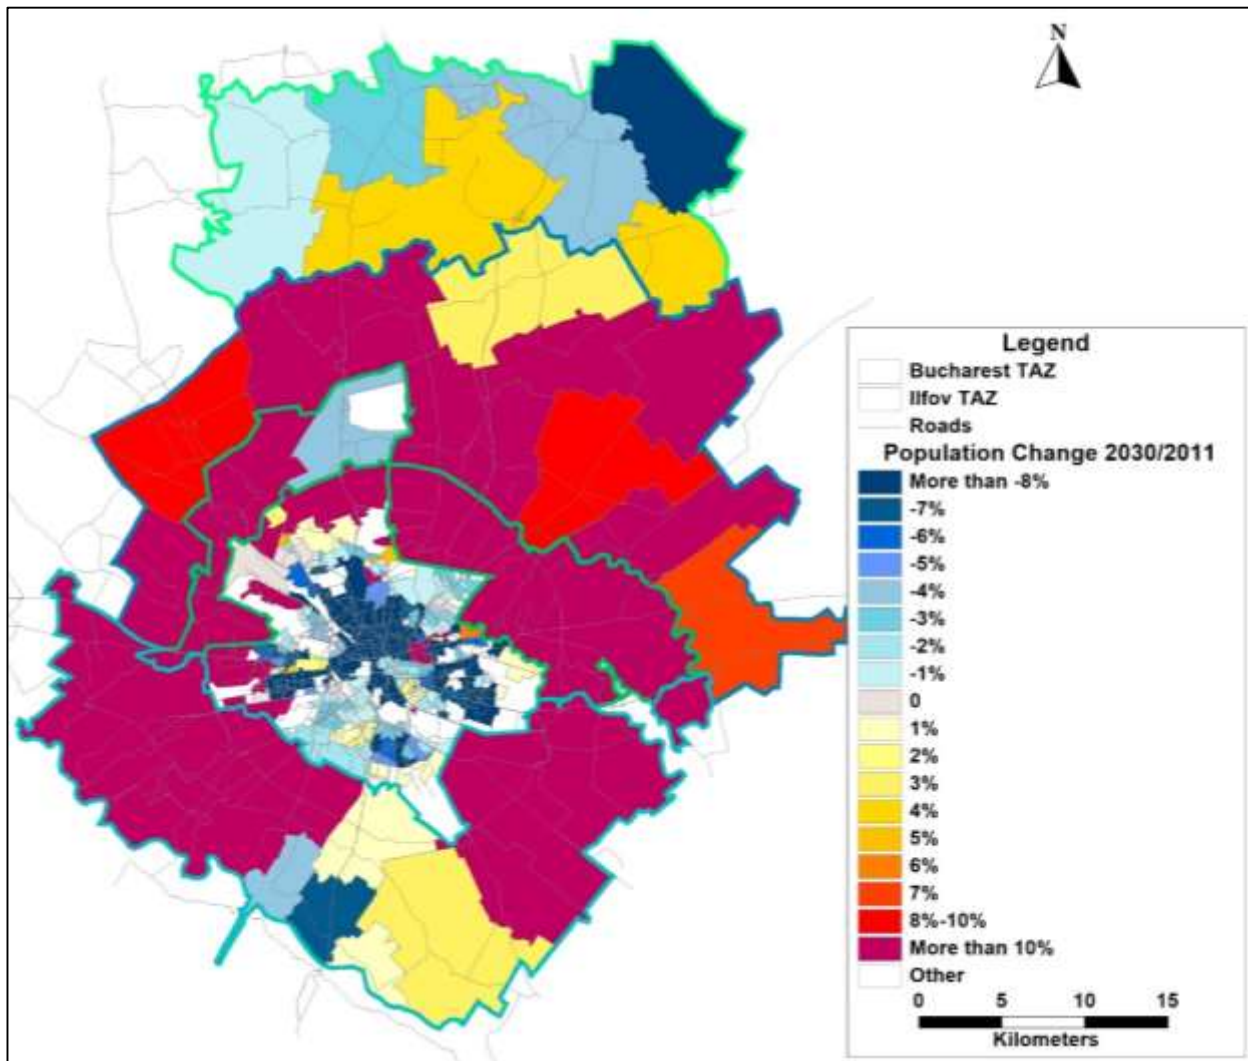 N
Legend
Bucharest TAZ
Ilfov TAZ
Roads
Population Change 2030/2011
More than -8%
-7%
-6%
-5%
-4%
-3%
-2%
-1%
0
1%
2%
3%
4%
5%
6%
7%
8%-10%
More than 10%
Other
0 5 10 15
Kilometers